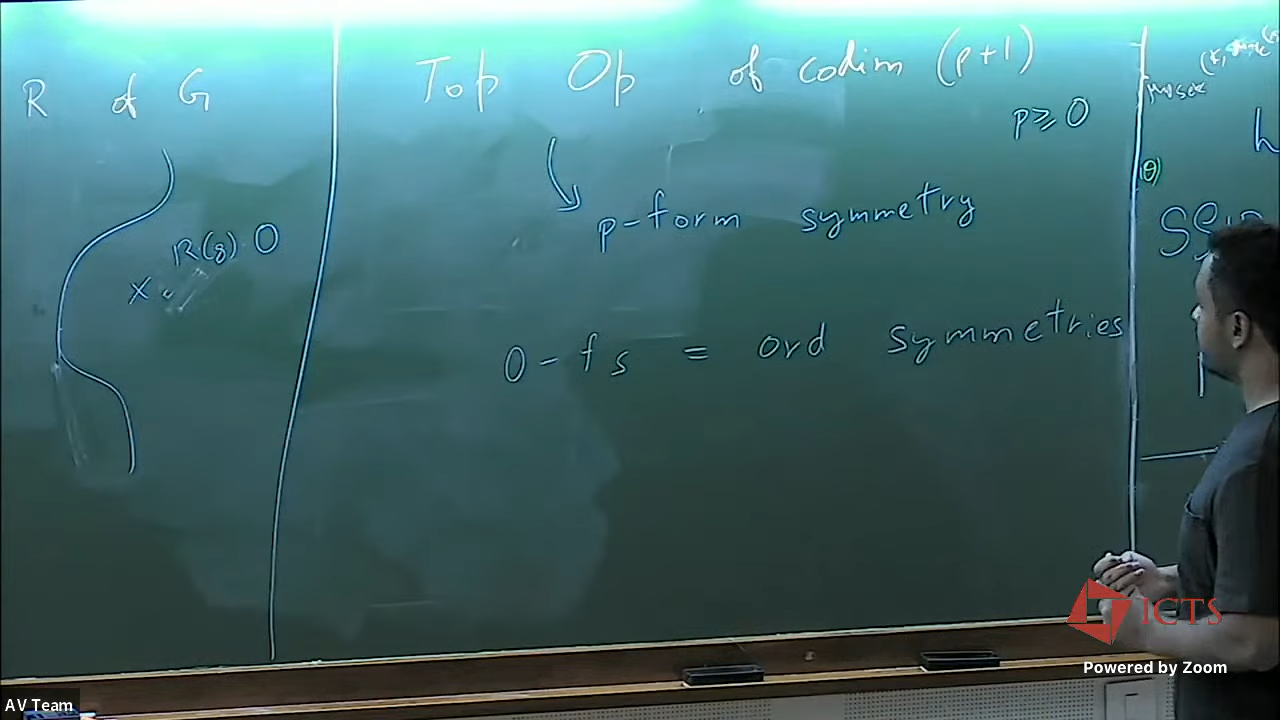 R of G
R(g) O
x
Top Op of codim (p+1)
p ≥ 0
p-form symmetry
0-fs = ord symmetries
(θ)
ICTS
Powered by Zoom
AV Team